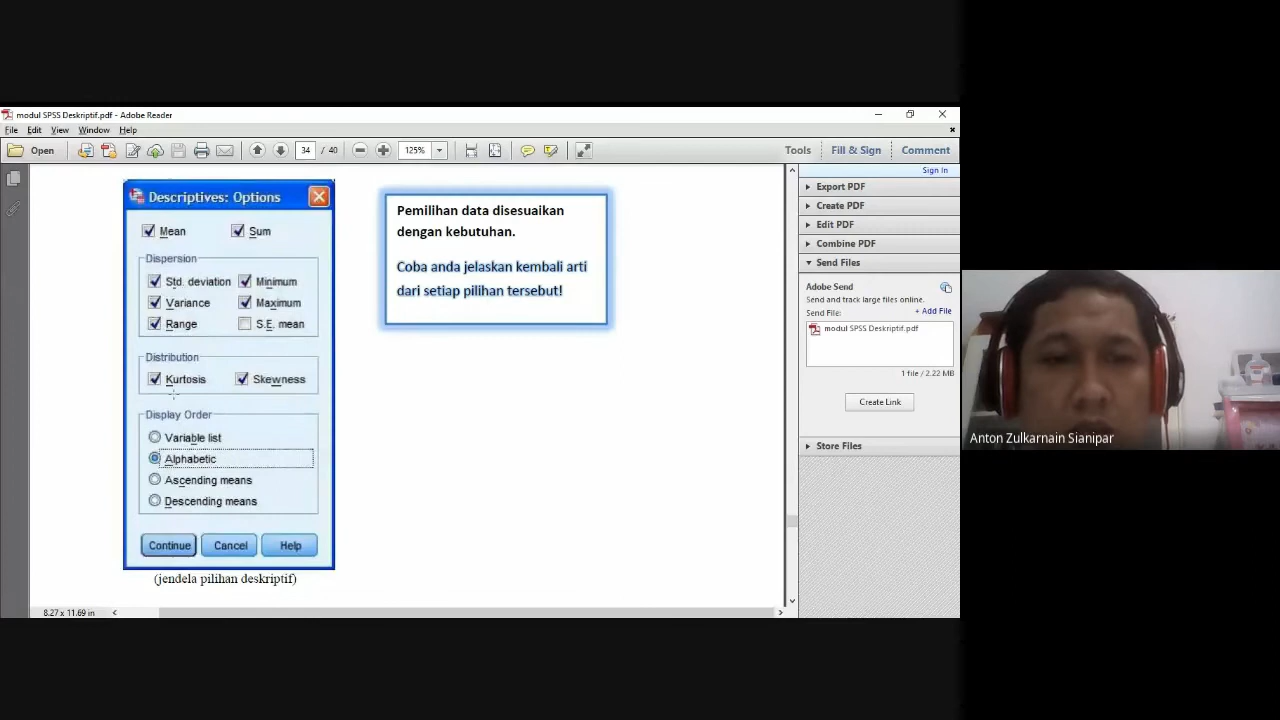 modul SPSS Deskriptif.pdf - Adobe Reader
File Edit View Window Help
Open 34 / 40 125% Tools Fill & Sign Comment
Sign In
Export PDF
Create PDF
Edit PDF
Combine PDF
Send Files
Adobe Send
Send and track large files online.
Send File: + Add File
modul SPSS Deskriptif.pdf
1 file / 2.22 MB
Create Link
Store Files
Descriptives: Options
Mean Sum
Dispersion
Std. deviation Minimum
Variance Maximum
Range S.E. mean
Distribution
Kurtosis Skewness
Display Order
Variable list
Alphabetic
Ascending means
Descending means
Continue Cancel Help
(jendela pilihan deskriptif)
Pemilihan data disesuaikan
dengan kebutuhan.
Coba anda jelaskan kembali arti
dari setiap pilihan tersebut!
8.27 x 11.69 in
Anton Zulkarnain Sianipar